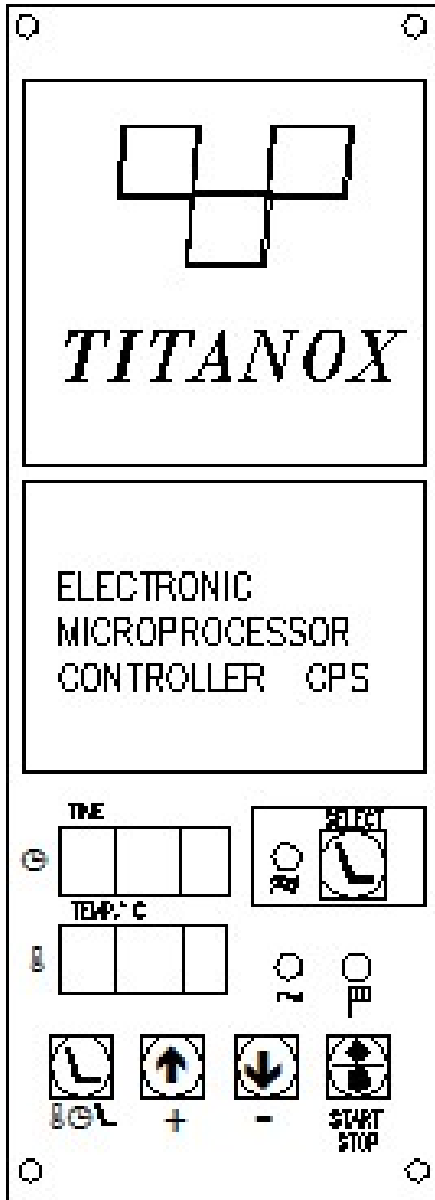 TITANOX
ELECTRONIC
MICROPROCESSOR
CONTROLLER CPS
TIME
SELECT
TEMP. °C
+
-
START
STOP